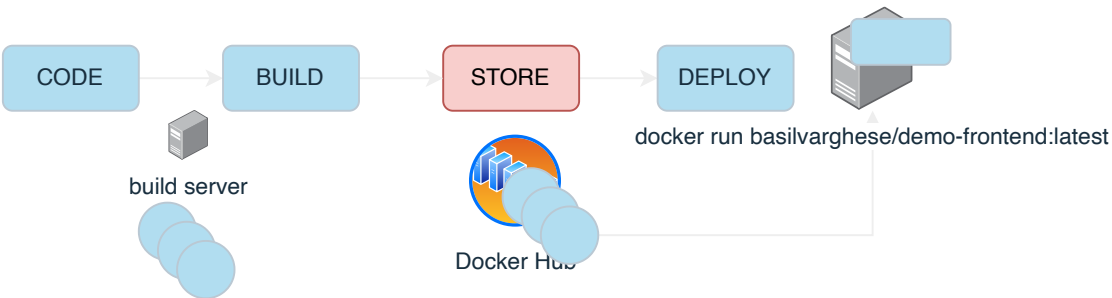 CODE
BUILD
STORE
DEPLOY
docker run basilvarghese/demo-frontend:latest
build server
Docker Hub